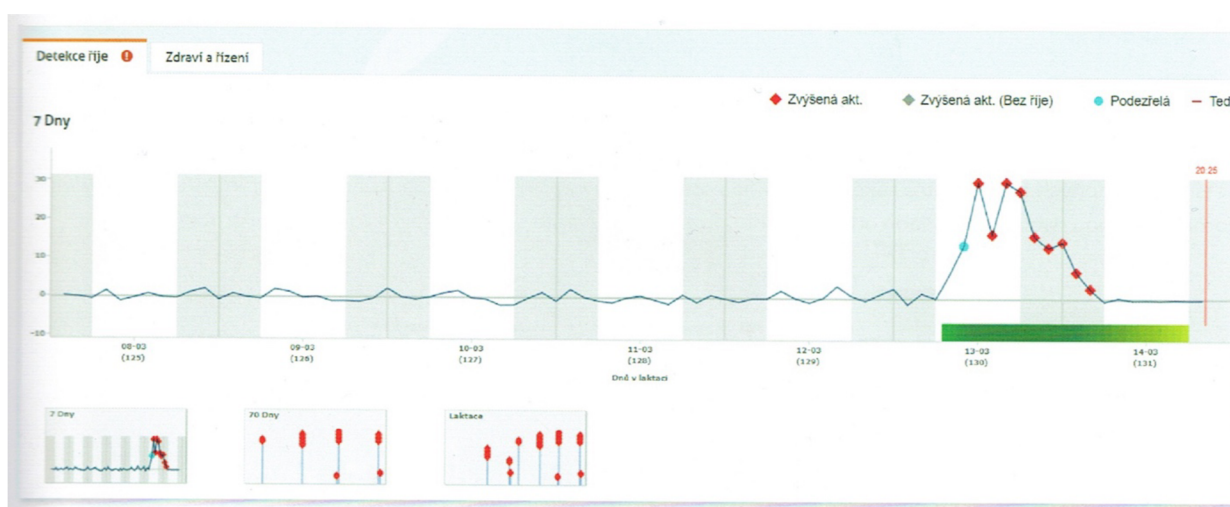 Detekce říje
Zdraví a řízení
Zvýšená akt.
Zvýšená akt. (Bez říje)
Podezřelá
Ted
7 Dny
30
20
10
0
-10
20 25
08-03
(125)
09-03
(126)
10-03
(127)
11-03
(128)
12-03
(129)
13-03
(130)
14-03
(131)
Dně v laktaci
7 Dny
70 Dny
Laktace